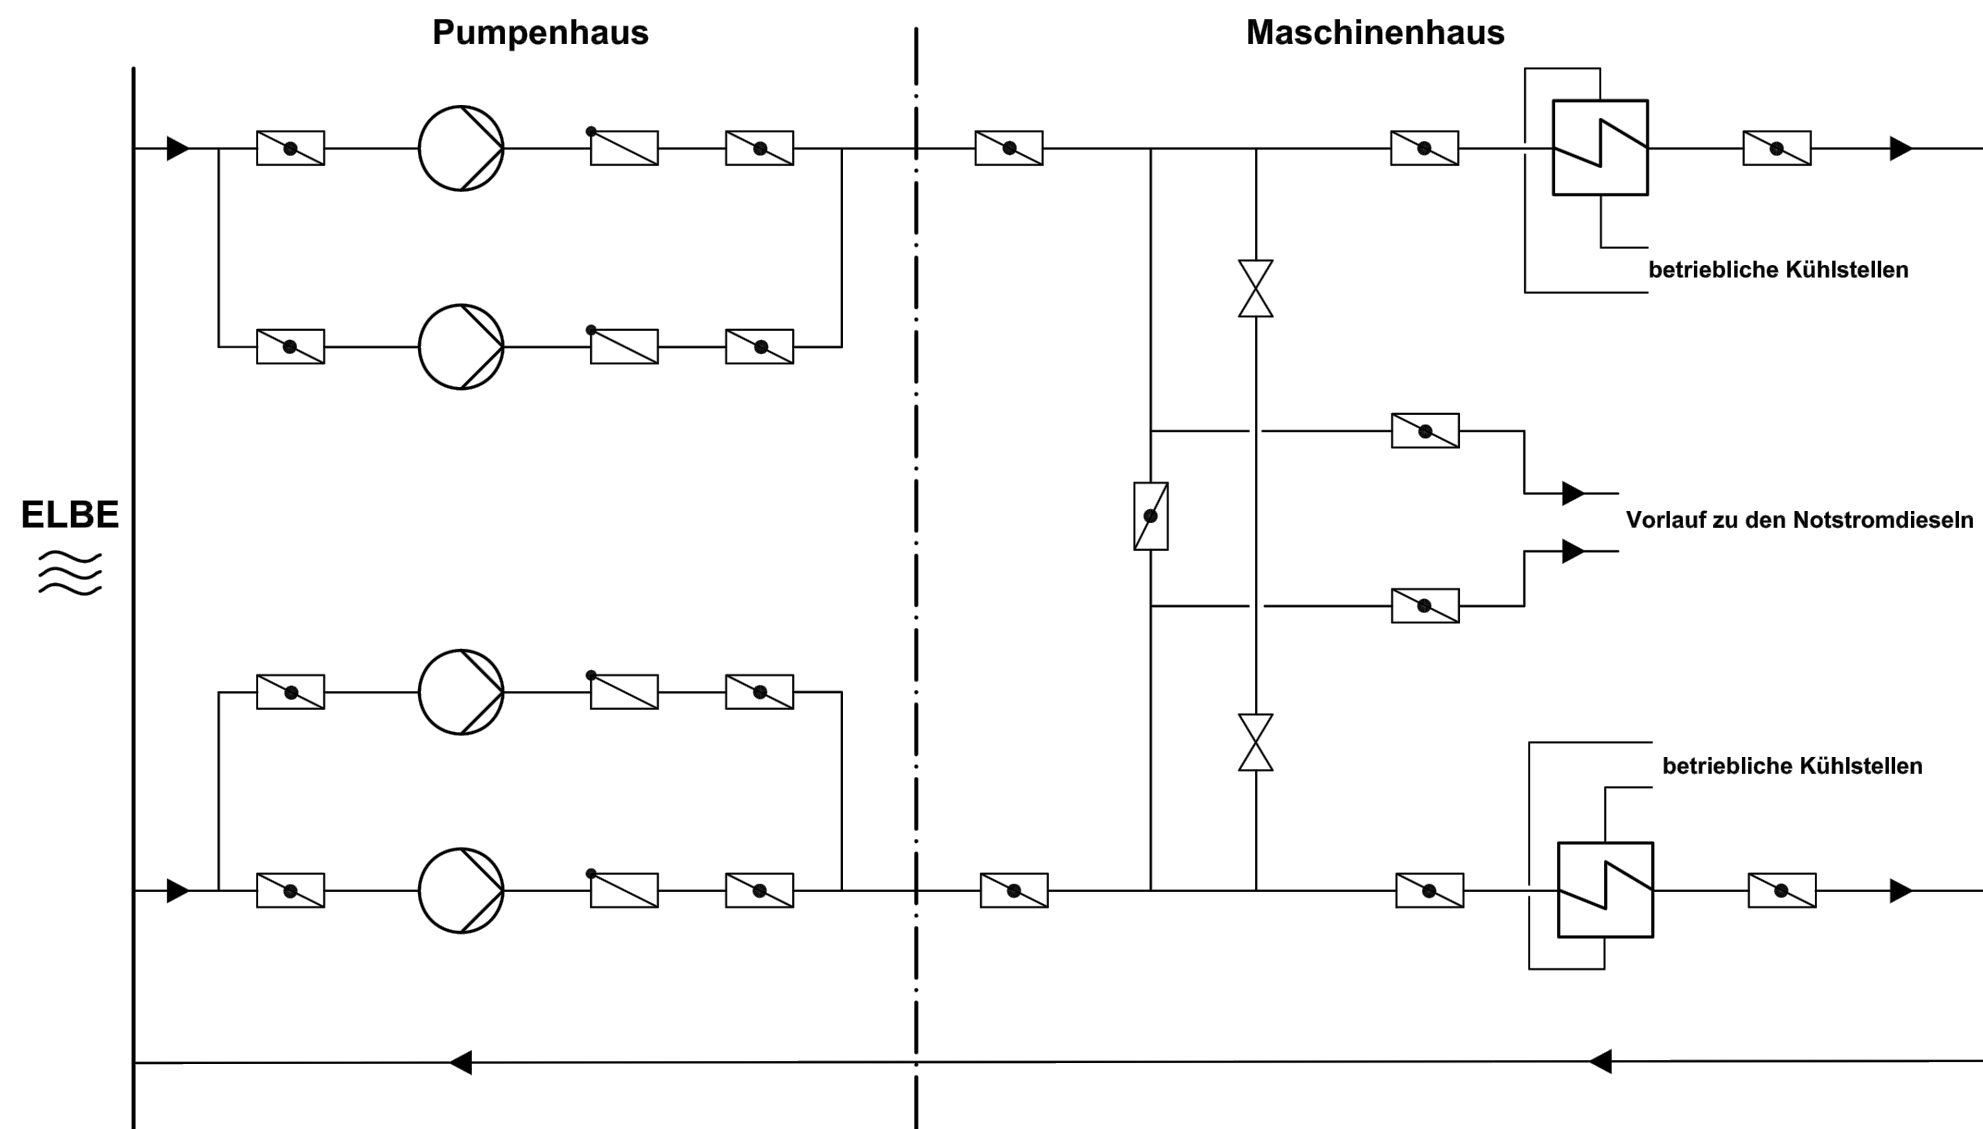 Pumpenhaus
Maschinenhaus
betriebliche Kühlstellen
ELBE
Vorlauf zu den Notstromdieseln
betriebliche Kühlstellen